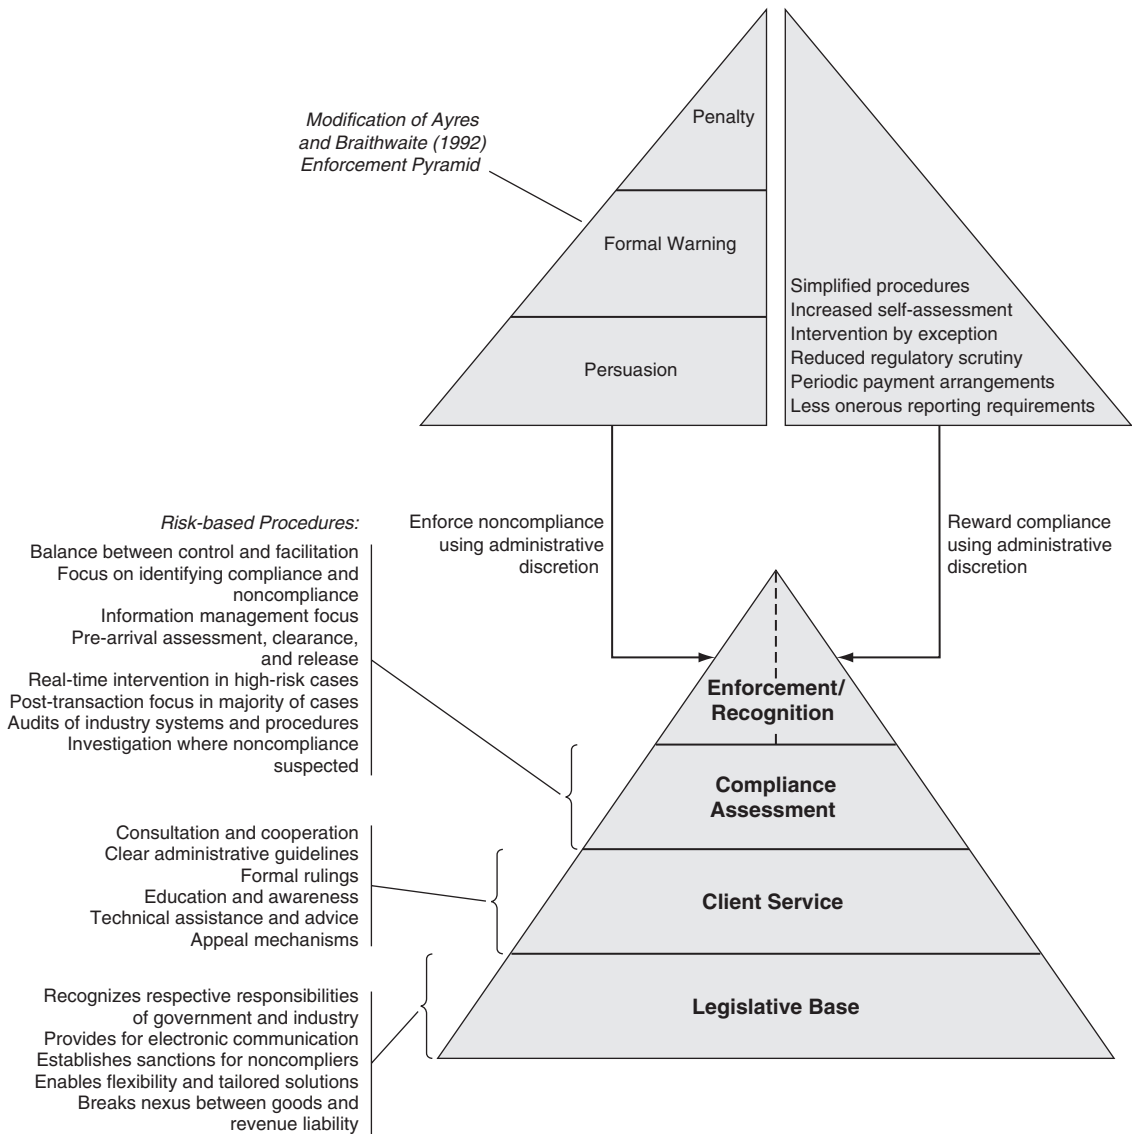 Modification of Ayres
and Braithwaite (1992)
Enforcement Pyramid
Penalty
Formal Warning
Persuasion
Simplified procedures
Increased self-assessment
Intervention by exception
Reduced regulatory scrutiny
Periodic payment arrangements
Less onerous reporting requirements
Enforce noncompliance
using administrative
discretion
Reward compliance
using administrative
discretion
Risk-based Procedures:
Balance between control and facilitation
Focus on identifying compliance and
noncompliance
Information management focus
Pre-arrival assessment, clearance,
and release
Real-time intervention in high-risk cases
Post-transaction focus in majority of cases
Audits of industry systems and procedures
Investigation where noncompliance
suspected
Enforcement/
Recognition
Compliance
Assessment
Consultation and cooperation
Clear administrative guidelines
Formal rulings
Education and awareness
Technical assistance and advice
Appeal mechanisms
Client Service
Recognizes respective responsibilities
of government and industry
Provides for electronic communication
Establishes sanctions for noncompliers
Enables flexibility and tailored solutions
Breaks nexus between goods and
revenue liability
Legislative Base